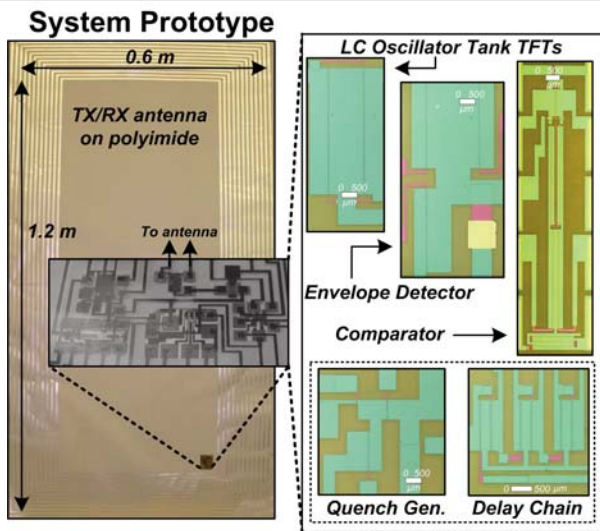 System Prototype
0.6 m
TX/RX antenna
on polyimide
1.2 m
To antenna
LC Oscillator Tank TFTs
0 500
µm
0 500
µm
0 500
µm
Envelope Detector
Comparator
0 500
µm
Quench Gen.
0 500 µm
Delay Chain